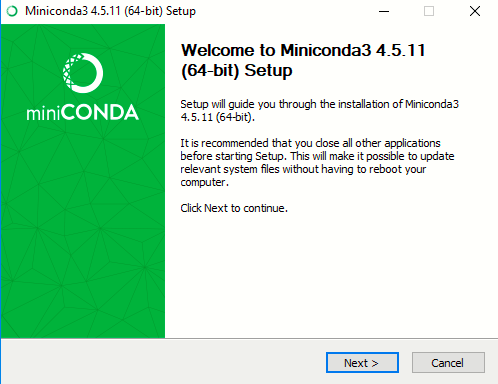 Miniconda3 4.5.11 (64-bit) Setup
miniCONDA
Welcome to Miniconda3 4.5.11
(64-bit) Setup
Setup will guide you through the installation of Miniconda3
4.5.11 (64-bit).
It is recommended that you close all other applications
before starting Setup. This will make it possible to update
relevant system files without having to reboot your
computer.
Click Next to continue.
Next >
Cancel